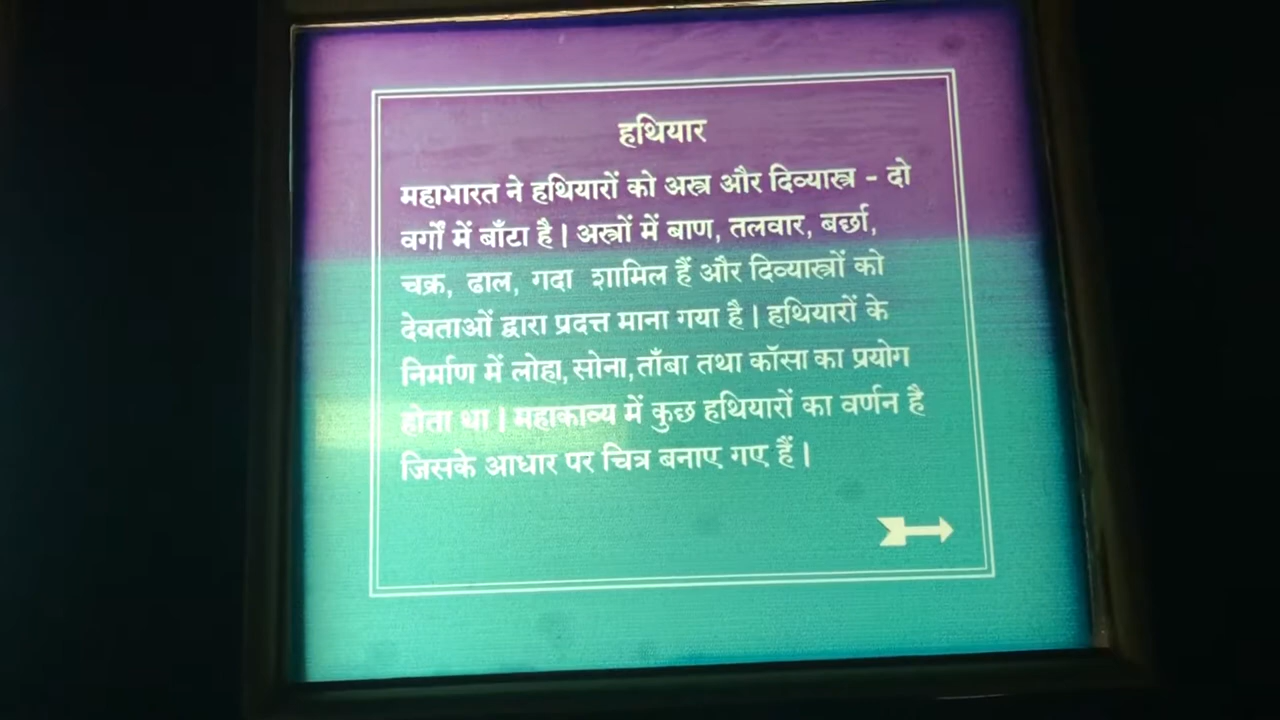 हथियार
महाभारत ने हथियारों को अस्त्र और दिव्यास्त्र - दो
वर्गों में बाँटा है | अस्त्रों में बाण, तलवार, बर्छा,
चक्र, ढाल, गदा शामिल हैं और दिव्यास्त्रों को
देवताओं द्वारा प्रदत्त माना गया है | हथियारों के
निर्माण में लोहा, सोना, ताँबा तथा काँसा का प्रयोग
होता था | महाकाव्य में कुछ हथियारों का वर्णन है
जिसके आधार पर चित्र बनाए गए हैं |